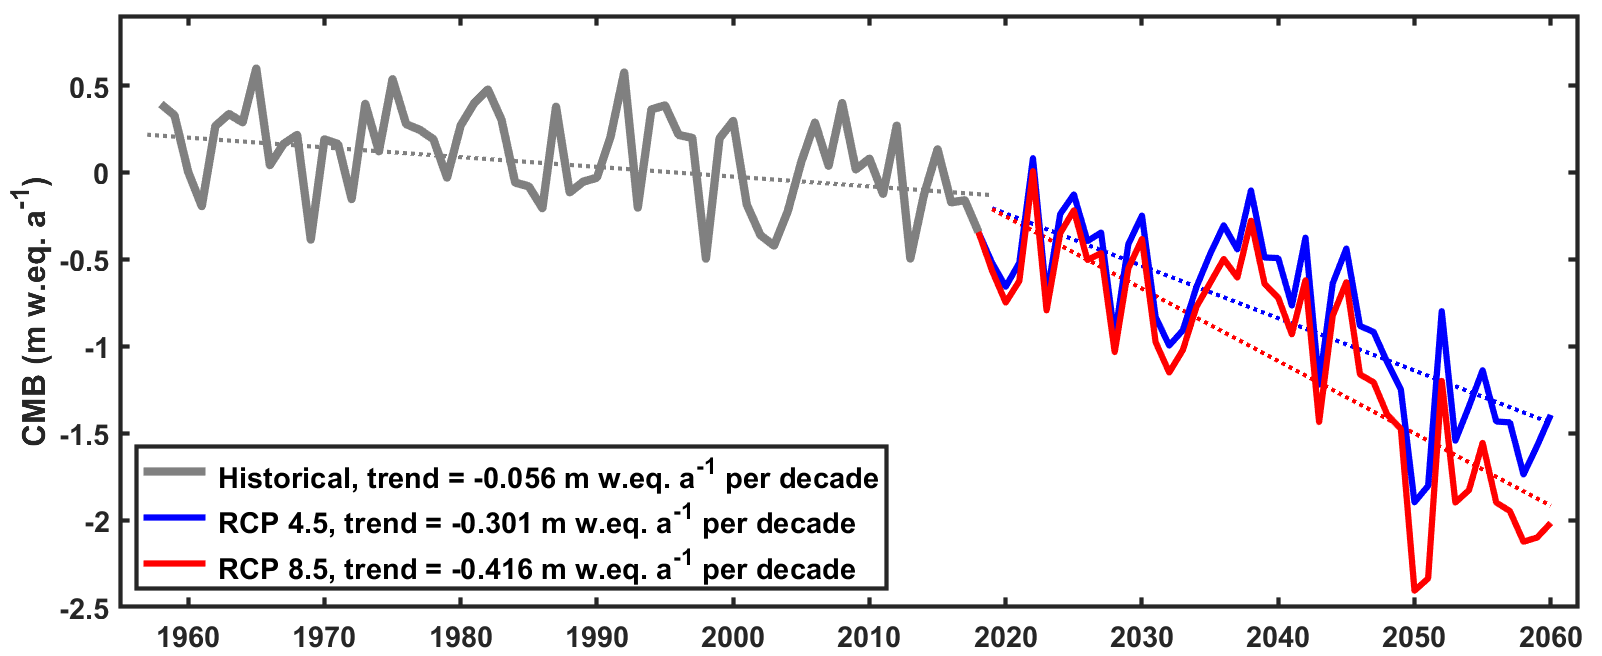 CMB (m w.eq. a⁻¹)
0.5
0
-0.5
-1
-1.5
-2
-2.5
Historical, trend = -0.056 m w.eq. a⁻¹ per decade
RCP 4.5, trend = -0.301 m w.eq. a⁻¹ per decade
RCP 8.5, trend = -0.416 m w.eq. a⁻¹ per decade
1960 1970 1980 1990 2000 2010 2020 2030 2040 2050 2060